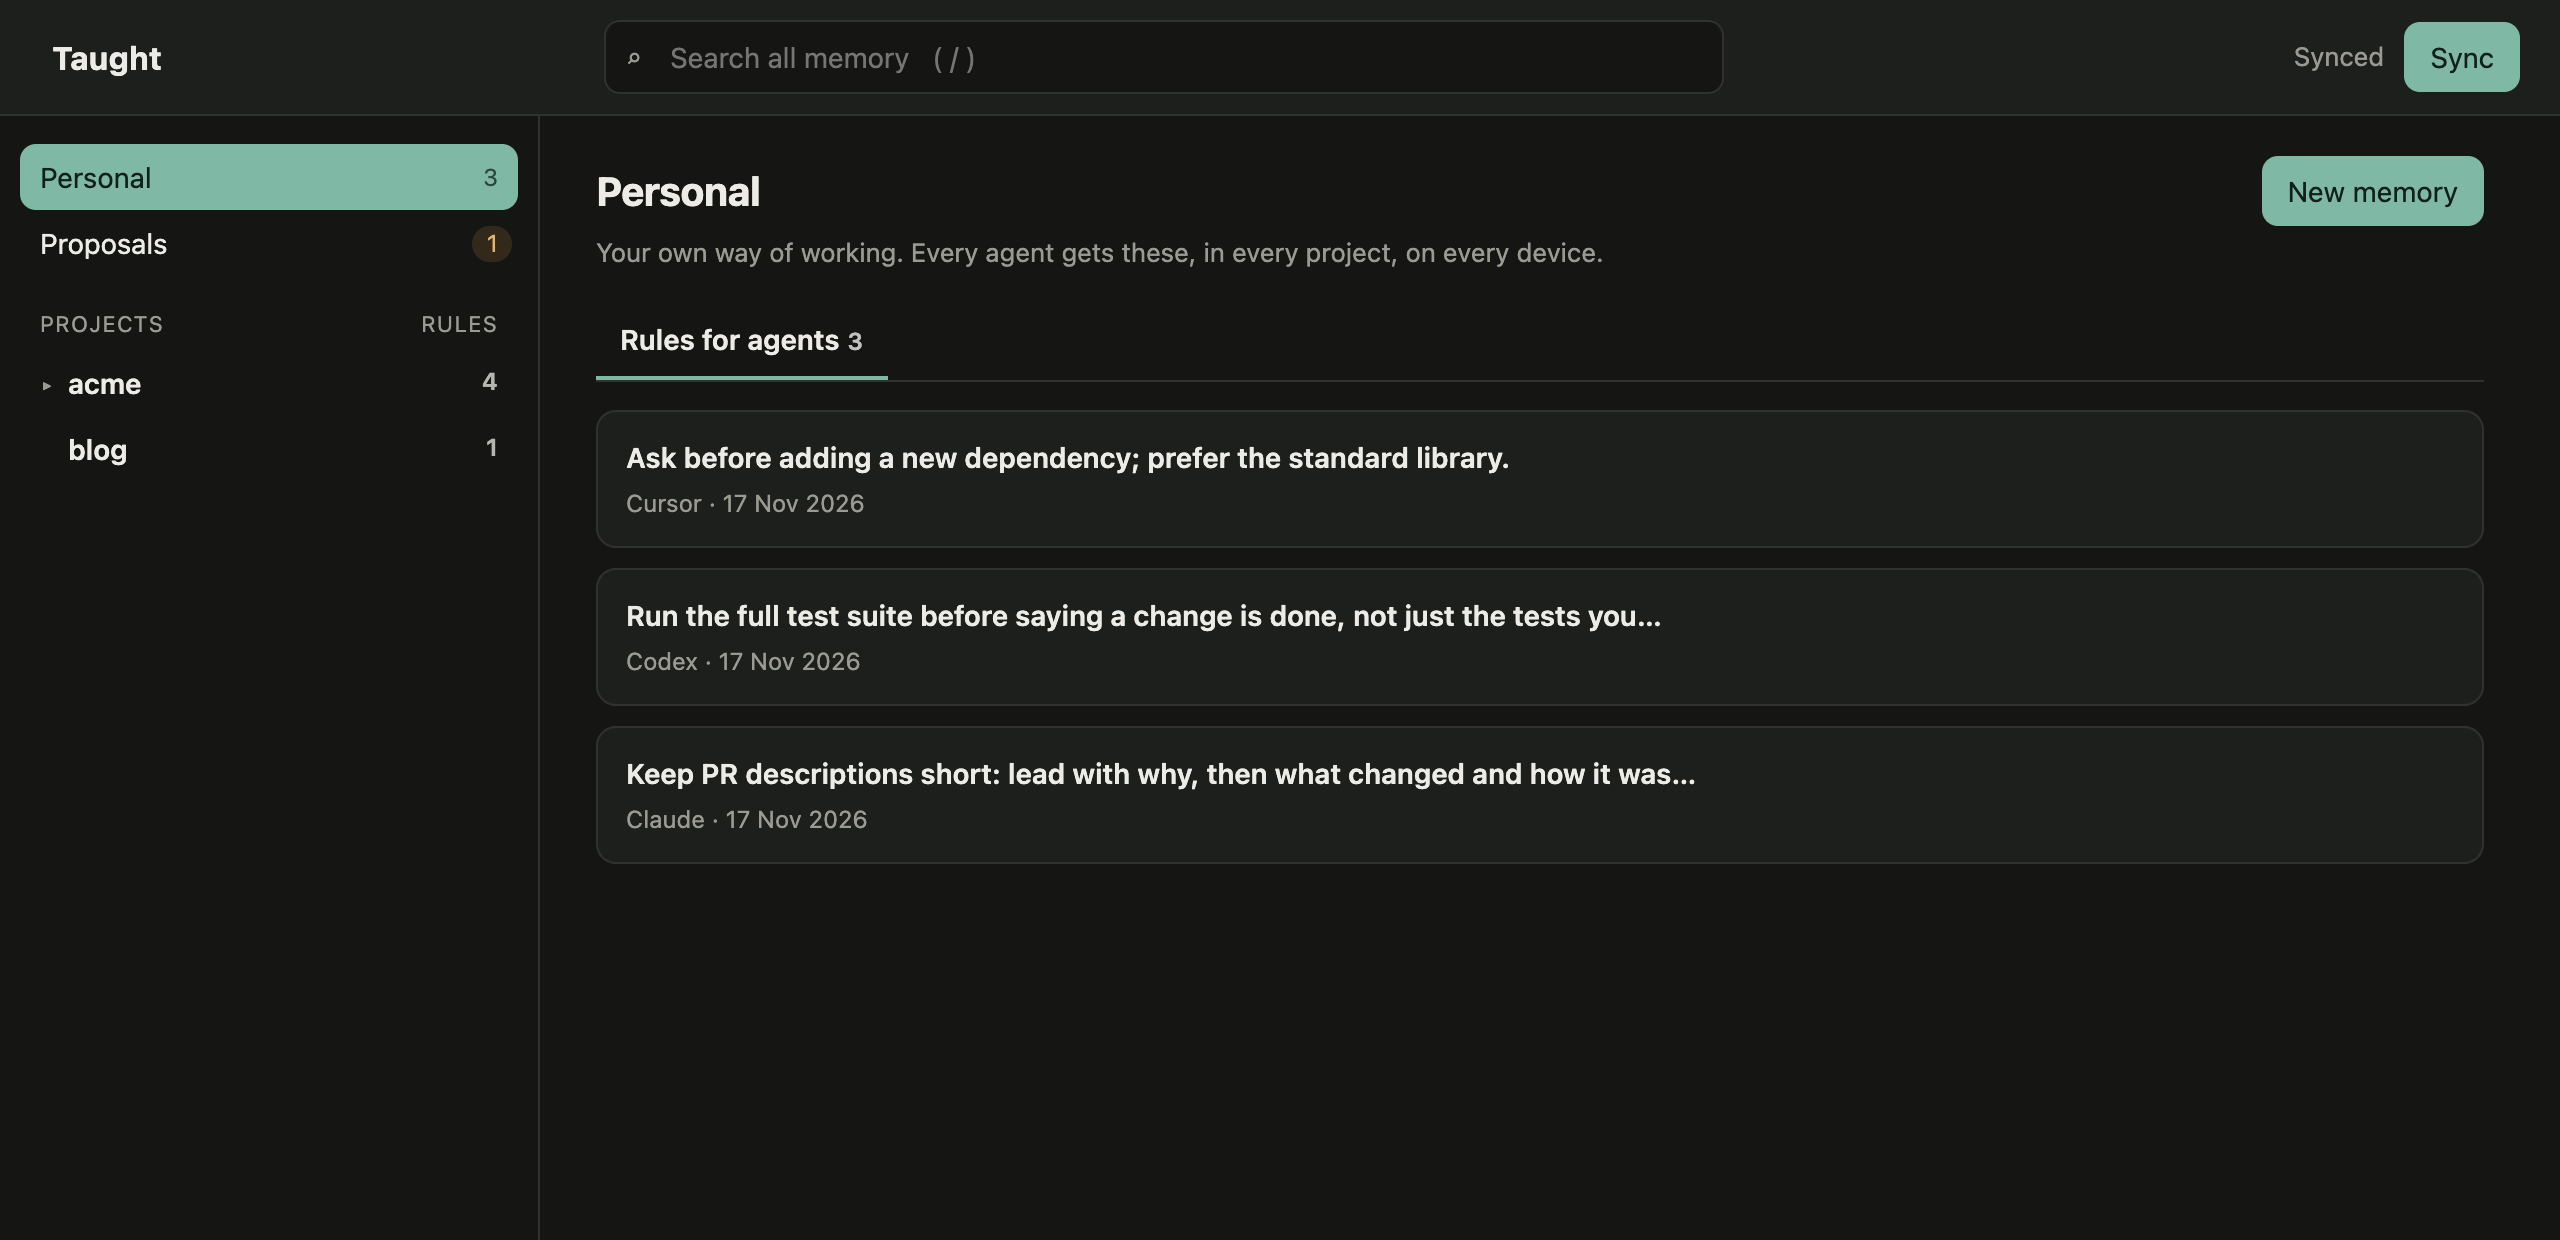 Taught
Search all memory ( / )
Synced
Sync
Personal 3
Proposals 1
PROJECTS RULES
▸ acme 4
blog 1
Personal
New memory
Your own way of working. Every agent gets these, in every project, on every device.
Rules for agents 3
Ask before adding a new dependency; prefer the standard library.
Cursor · 17 Nov 2026
Run the full test suite before saying a change is done, not just the tests you...
Codex · 17 Nov 2026
Keep PR descriptions short: lead with why, then what changed and how it was...
Claude · 17 Nov 2026